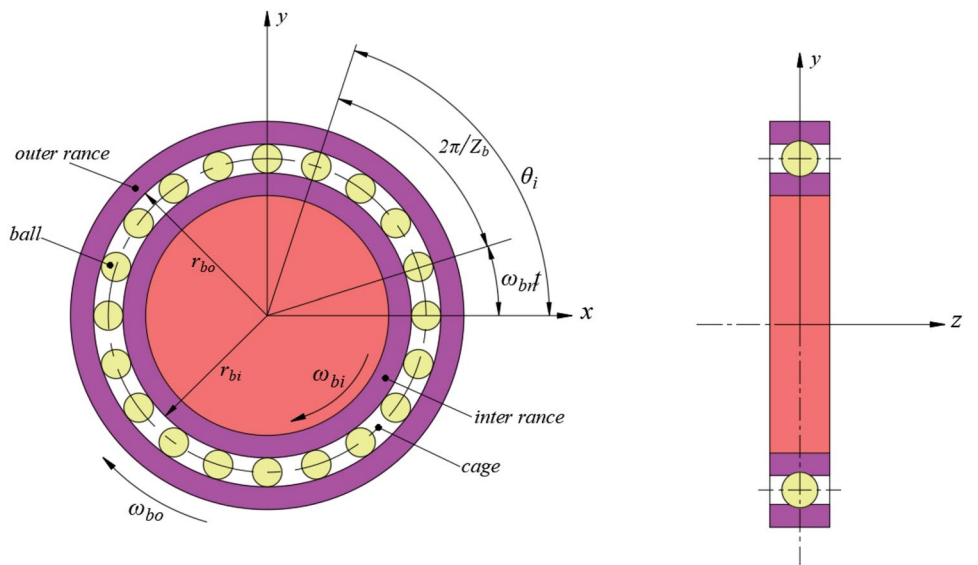 y
outer rance
2π/Z_b
θ_i
ball
r_bo
ω_bn t
x
r_bi
ω_bi
inter rance
cage
ω_bo
y
z